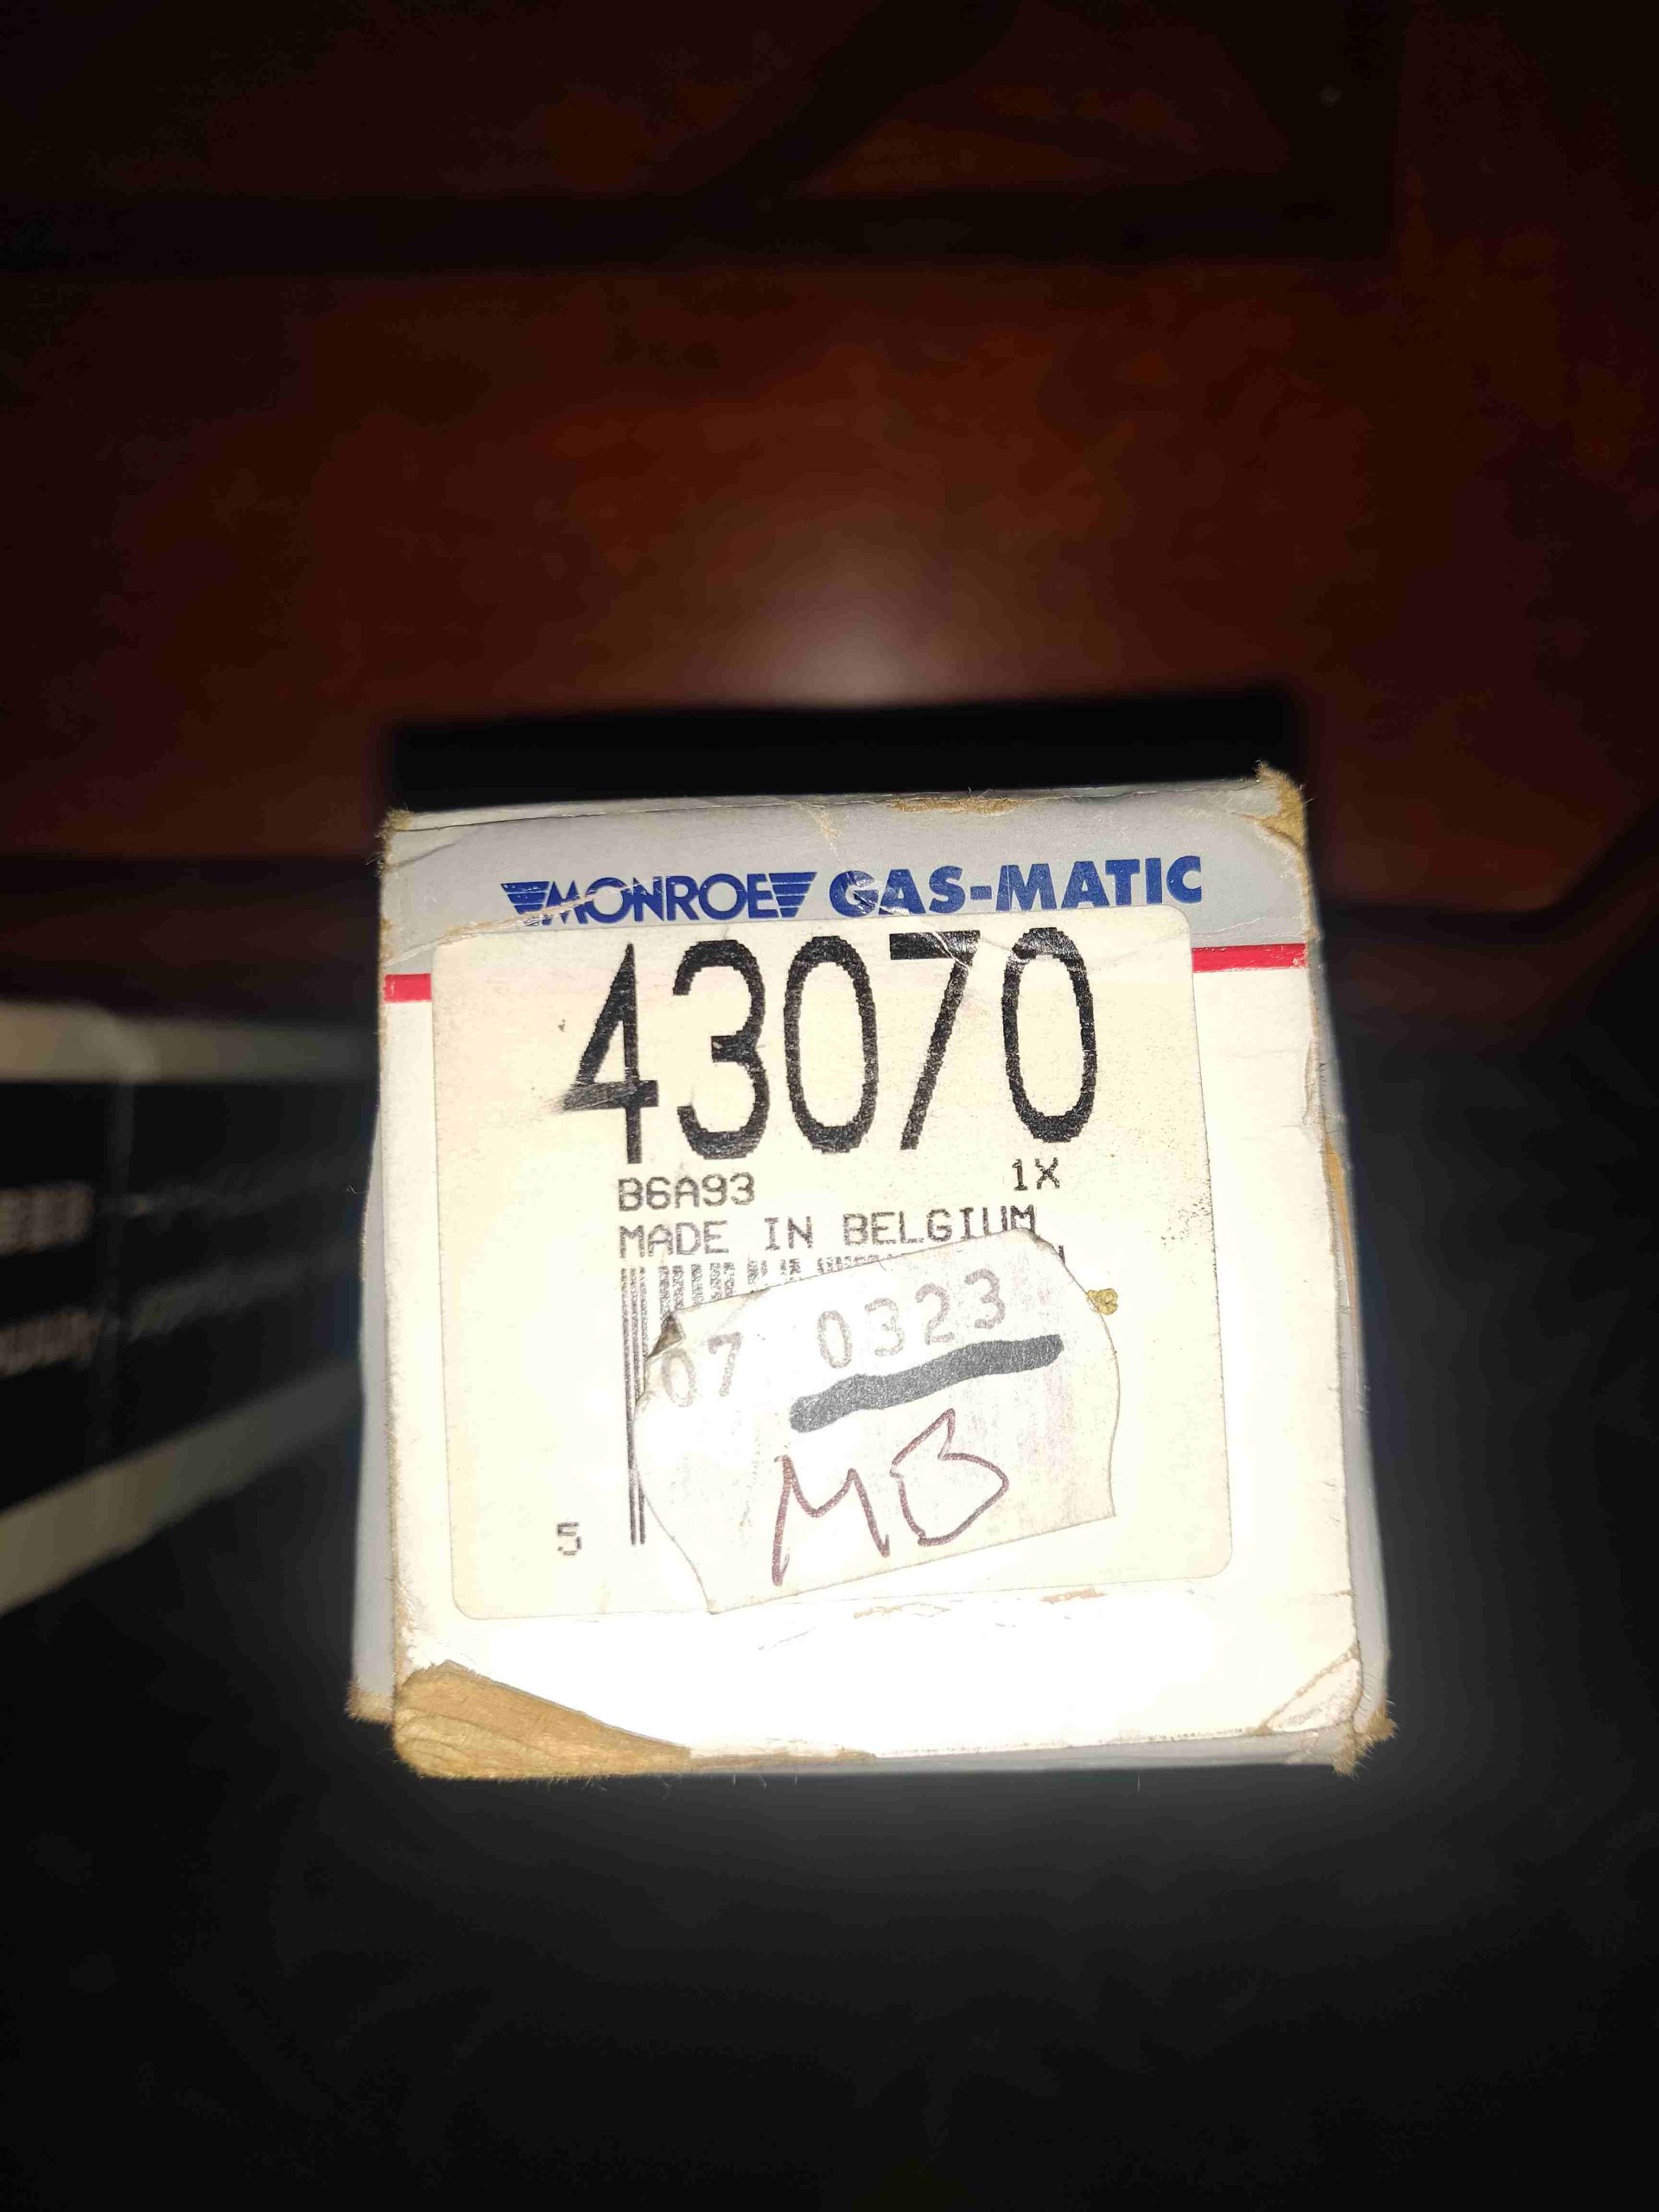 MONROE GAS-MATIC
43070
B6A93 1X
MADE IN BELGIUM
07 0323
MB
5